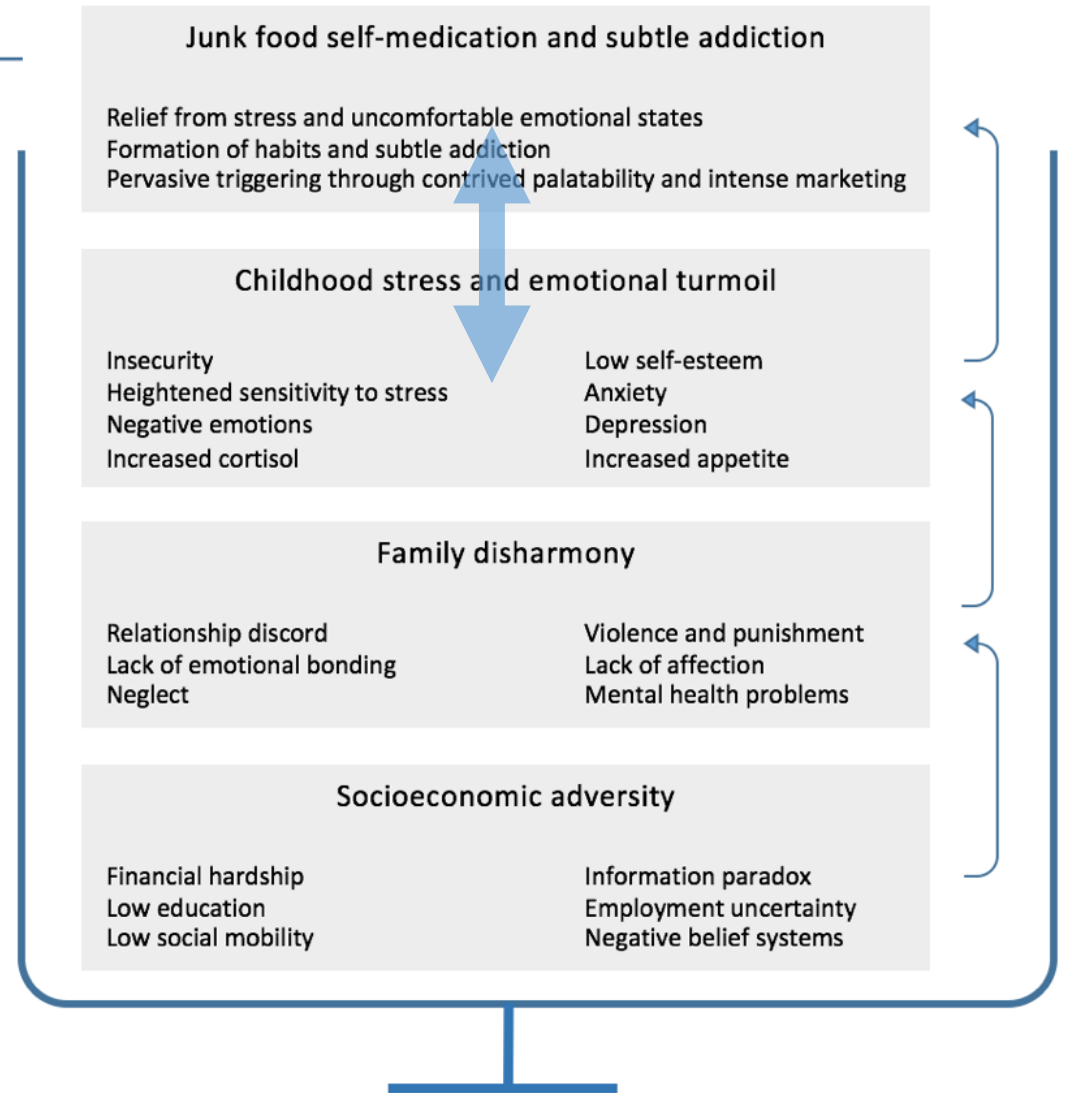 Junk food self-medication and subtle addiction
Relief from stress and uncomfortable emotional states
Formation of habits and subtle addiction
Pervasive triggering through contrived palatability and intense marketing
Childhood stress and emotional turmoil
Insecurity
Heightened sensitivity to stress
Negative emotions
Increased cortisol
Low self-esteem
Anxiety
Depression
Increased appetite
Family disharmony
Relationship discord
Lack of emotional bonding
Neglect
Violence and punishment
Lack of affection
Mental health problems
Socioeconomic adversity
Financial hardship
Low education
Low social mobility
Information paradox
Employment uncertainty
Negative belief systems